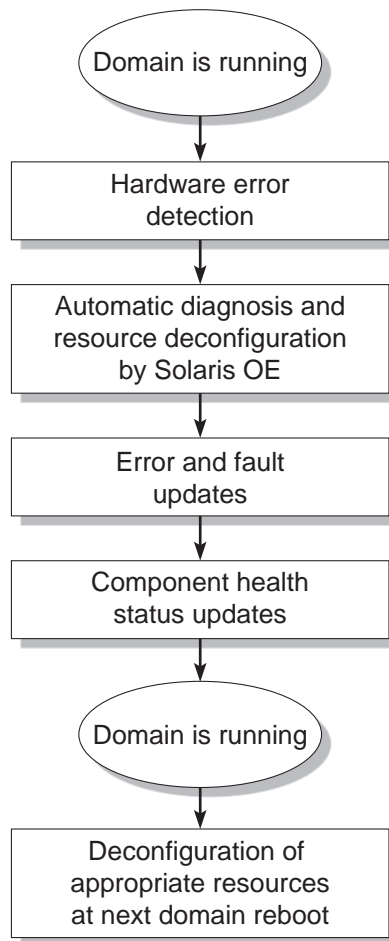 Domain is running
Hardware error
detection
Automatic diagnosis and
resource deconfiguration
by Solaris OE
Error and fault
updates
Component health
status updates
Domain is running
Deconfiguration of
appropriate resources
at next domain reboot